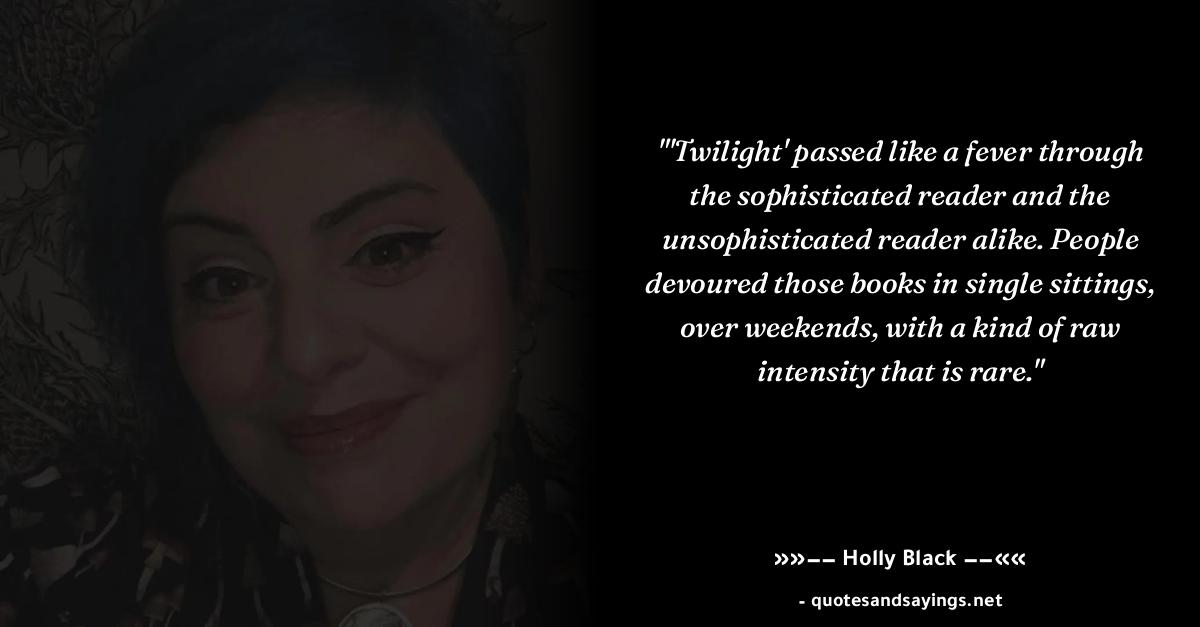 "'Twilight' passed like a fever through
the sophisticated reader and the
unsophisticated reader alike. People
devoured those books in single sittings,
over weekends, with a kind of raw
intensity that is rare."
»»−− Holly Black −−««
- quotesandsayings.net